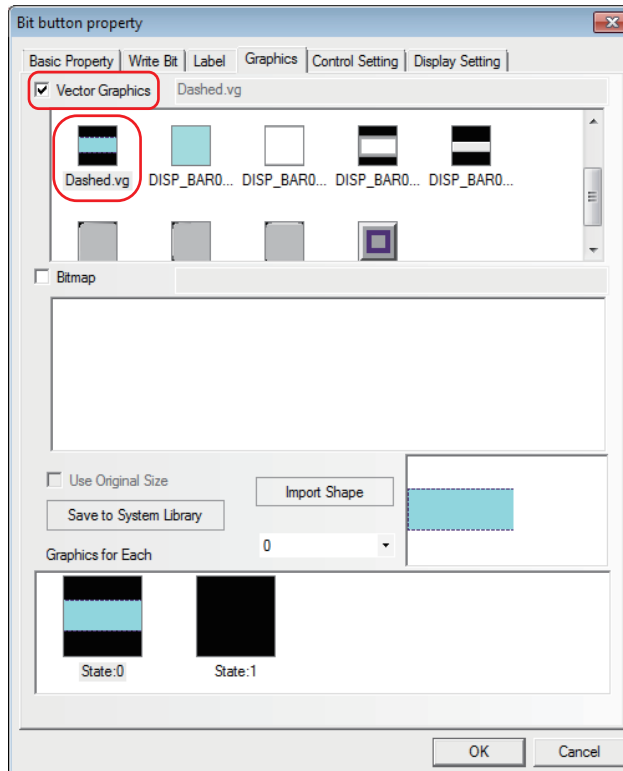 Bit button property
Basic Property Write Bit Label Graphics Control Setting Display Setting
Vector Graphics Dashed.vg
Dashed.vg DISP_BAR0... DISP_BAR0... DISP_BAR0... DISP_BAR0...
Bitmap
Use Original Size
Import Shape
Save to System Library
0
Graphics for Each
State:0 State:1
OK Cancel